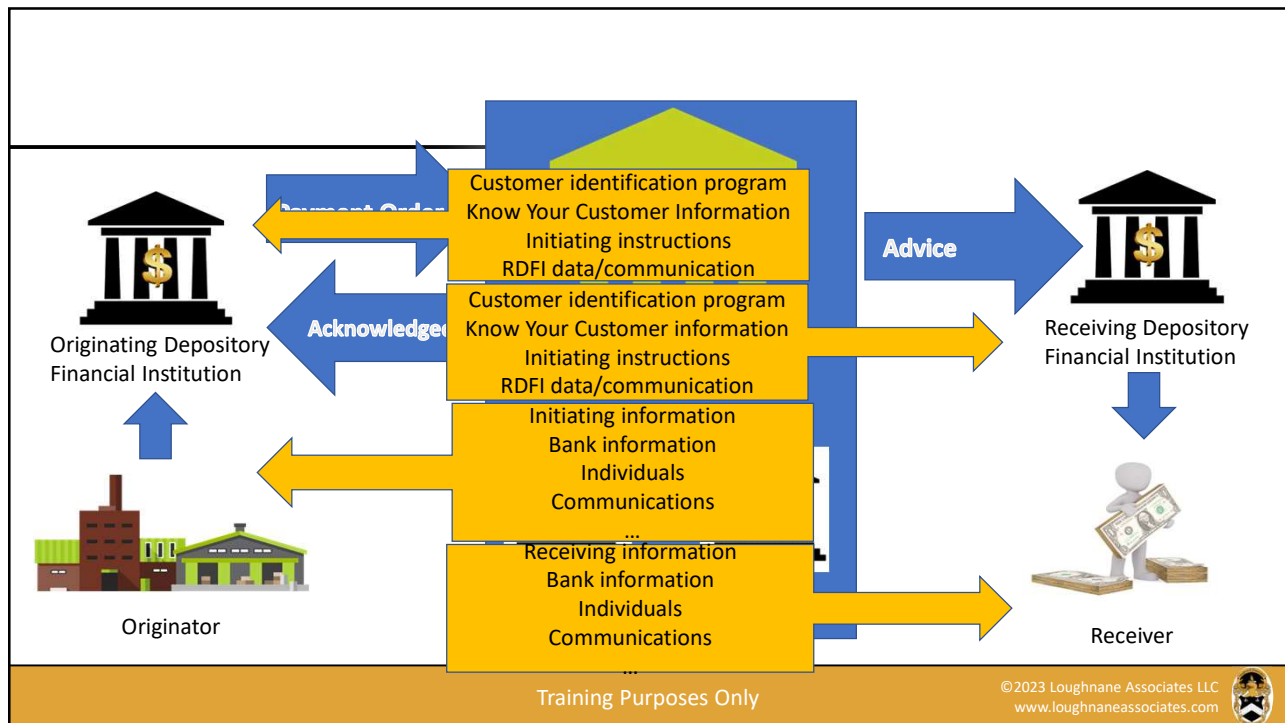 Payment Order
Customer identification program
Know Your Customer Information
Initiating instructions
RDFI data/communication
Advice
Acknowledged
Customer identification program
Know Your Customer information
Initiating instructions
RDFI data/communication
Originating Depository
Financial Institution
Receiving Depository
Financial Institution
Initiating information
Bank information
Individuals
Communications
...
Receiving information
Bank information
Individuals
Communications
...
Originator
Receiver
Training Purposes Only
©2023 Loughnane Associates LLC
www.loughnaneassociates.com